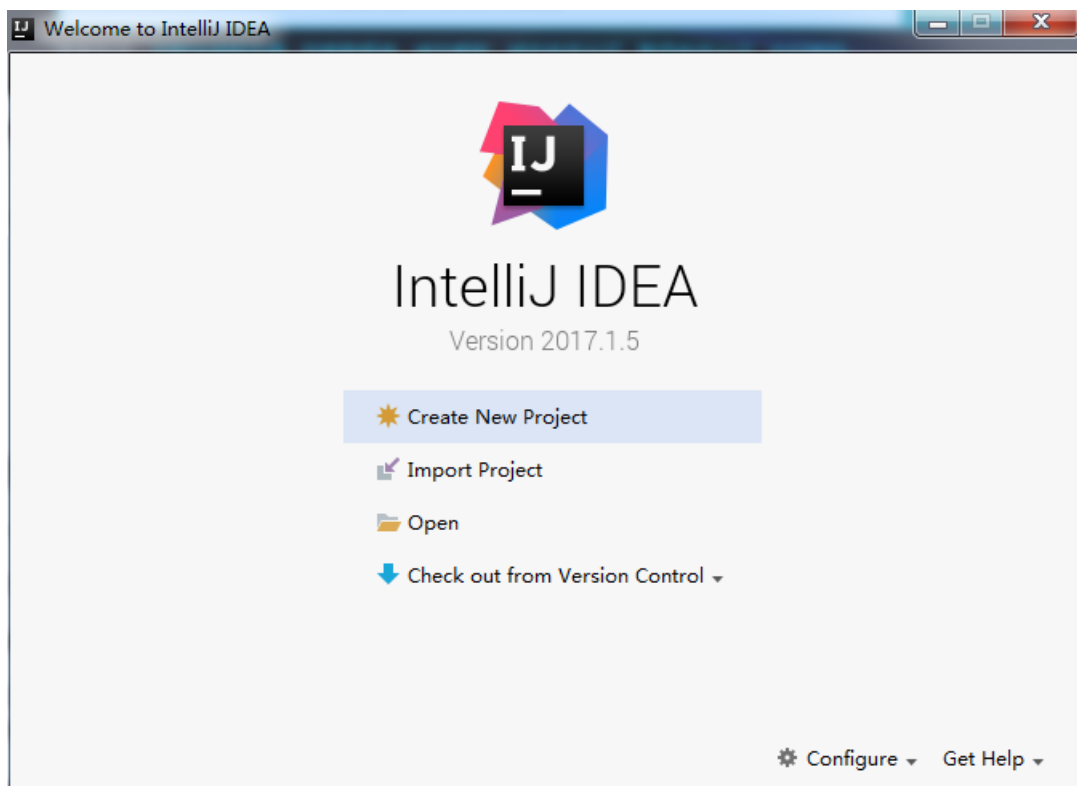 IJ Welcome to IntelliJ IDEA
IJ
IntelliJ IDEA
Version 2017.1.5
Create New Project
Import Project
Open
Check out from Version Control
Configure Get Help